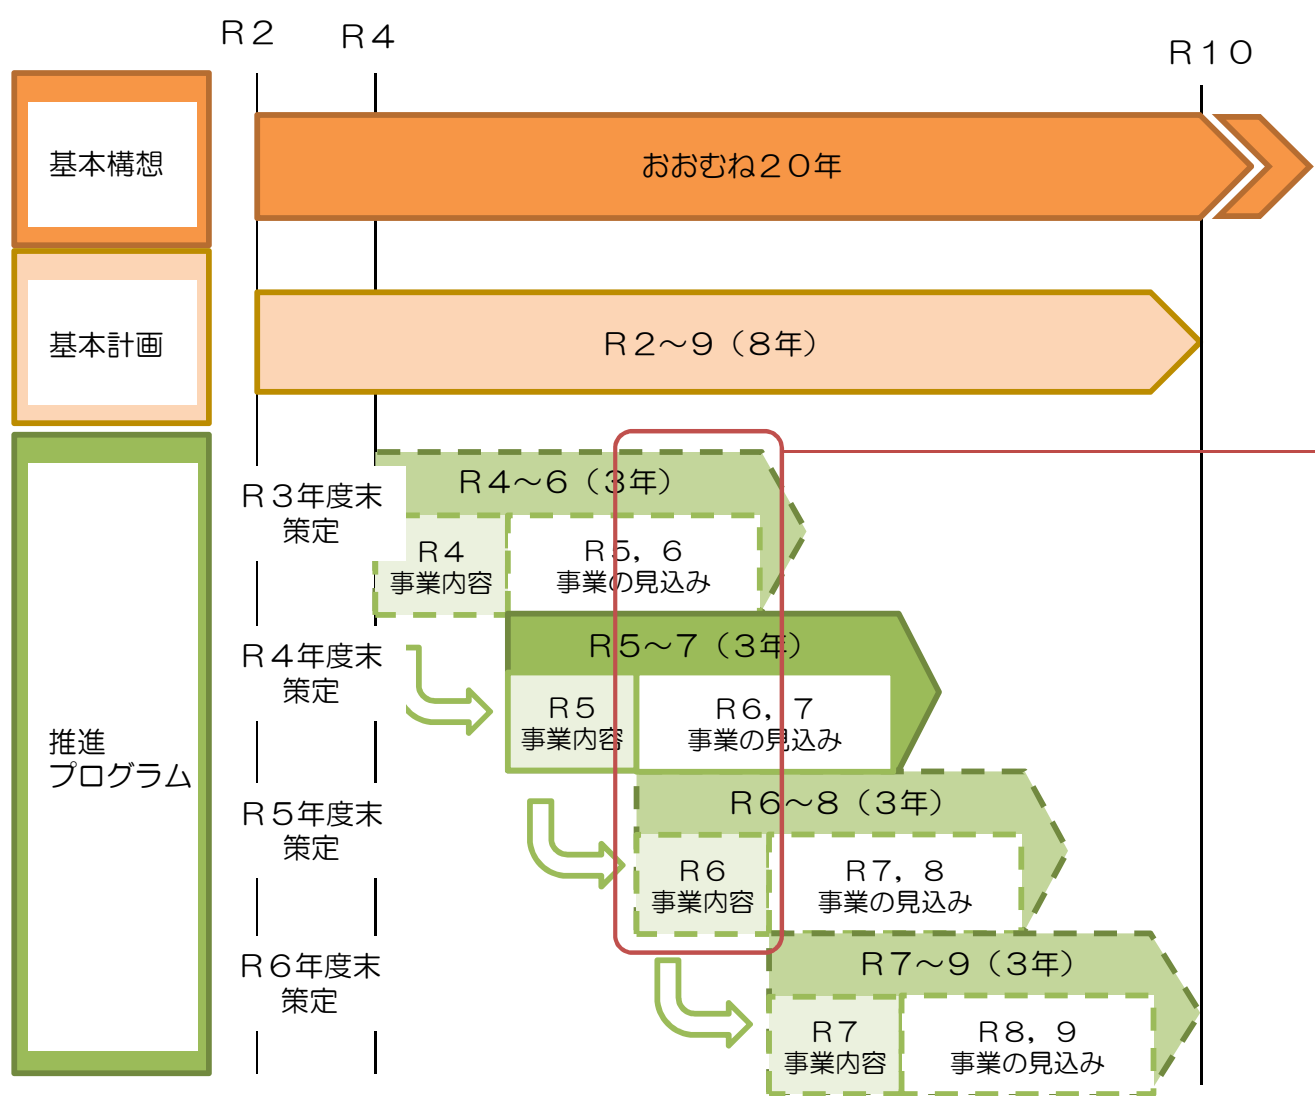 Ｒ２
Ｒ４
Ｒ１０
基本構想
おおむね２０年
基本計画
Ｒ２～９（８年）
推進
プログラム
Ｒ３年度末
策定
Ｒ４～６（３年）
Ｒ４
事業内容
Ｒ５，６
事業の見込み
Ｒ４年度末
策定
Ｒ５～７（３年）
Ｒ５
事業内容
Ｒ６，７
事業の見込み
Ｒ５年度末
策定
Ｒ６～８（３年）
Ｒ６
事業内容
Ｒ７，８
事業の見込み
Ｒ６年度末
策定
Ｒ７～９（３年）
Ｒ７
事業内容
Ｒ８，９
事業の見込み